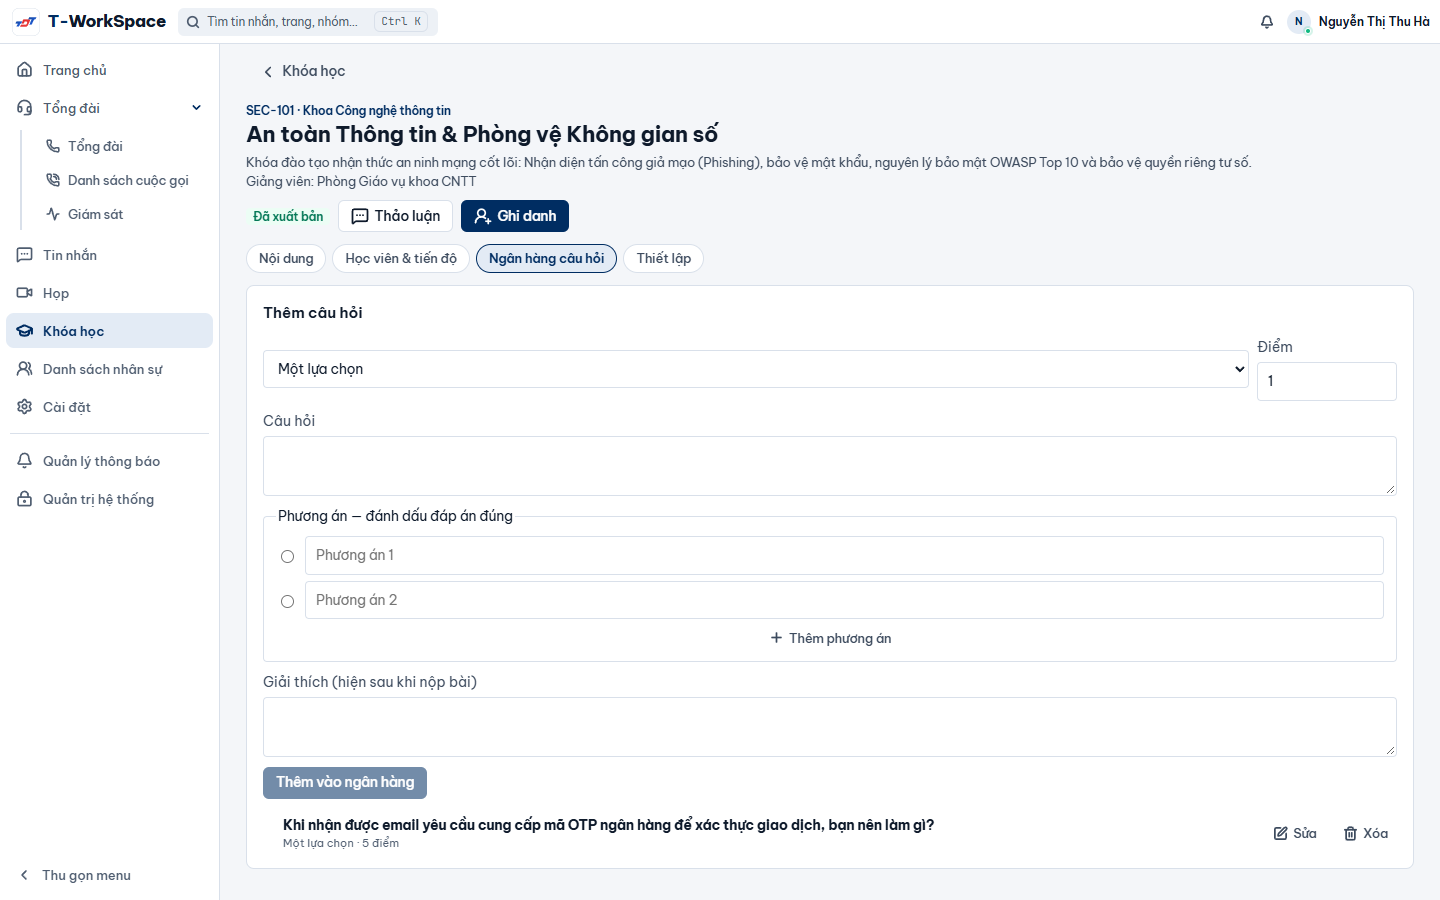 TDT T-WorkSpace
Tìm tin nhắn, trang, nhóm... Ctrl K
N Nguyễn Thị Thu Hà
Trang chủ
Tổng đài
Tổng đài
Danh sách cuộc gọi
Giám sát
Tin nhắn
Họp
Khóa học
Danh sách nhân sự
Cài đặt
Quản lý thông báo
Quản trị hệ thống
Thu gọn menu
Khóa học
SEC-101 · Khoa Công nghệ thông tin
An toàn Thông tin & Phòng vệ Không gian số
Khóa đào tạo nhận thức an ninh mạng cốt lõi: Nhận diện tấn công giả mạo (Phishing), bảo vệ mật khẩu, nguyên lý bảo mật OWASP Top 10 và bảo vệ quyền riêng tư số.
Giảng viên: Phòng Giáo vụ khoa CNTT
Đã xuất bản Thảo luận Ghi danh
Nội dung Học viên & tiến độ Ngân hàng câu hỏi Thiết lập
Thêm câu hỏi
Điểm
Một lựa chọn 1
Câu hỏi
Phương án — đánh dấu đáp án đúng
Phương án 1
Phương án 2
Thêm phương án
Giải thích (hiện sau khi nộp bài)
Thêm vào ngân hàng
Khi nhận được email yêu cầu cung cấp mã OTP ngân hàng để xác thực giao dịch, bạn nên làm gì?
Một lựa chọn · 5 điểm
Sửa Xóa